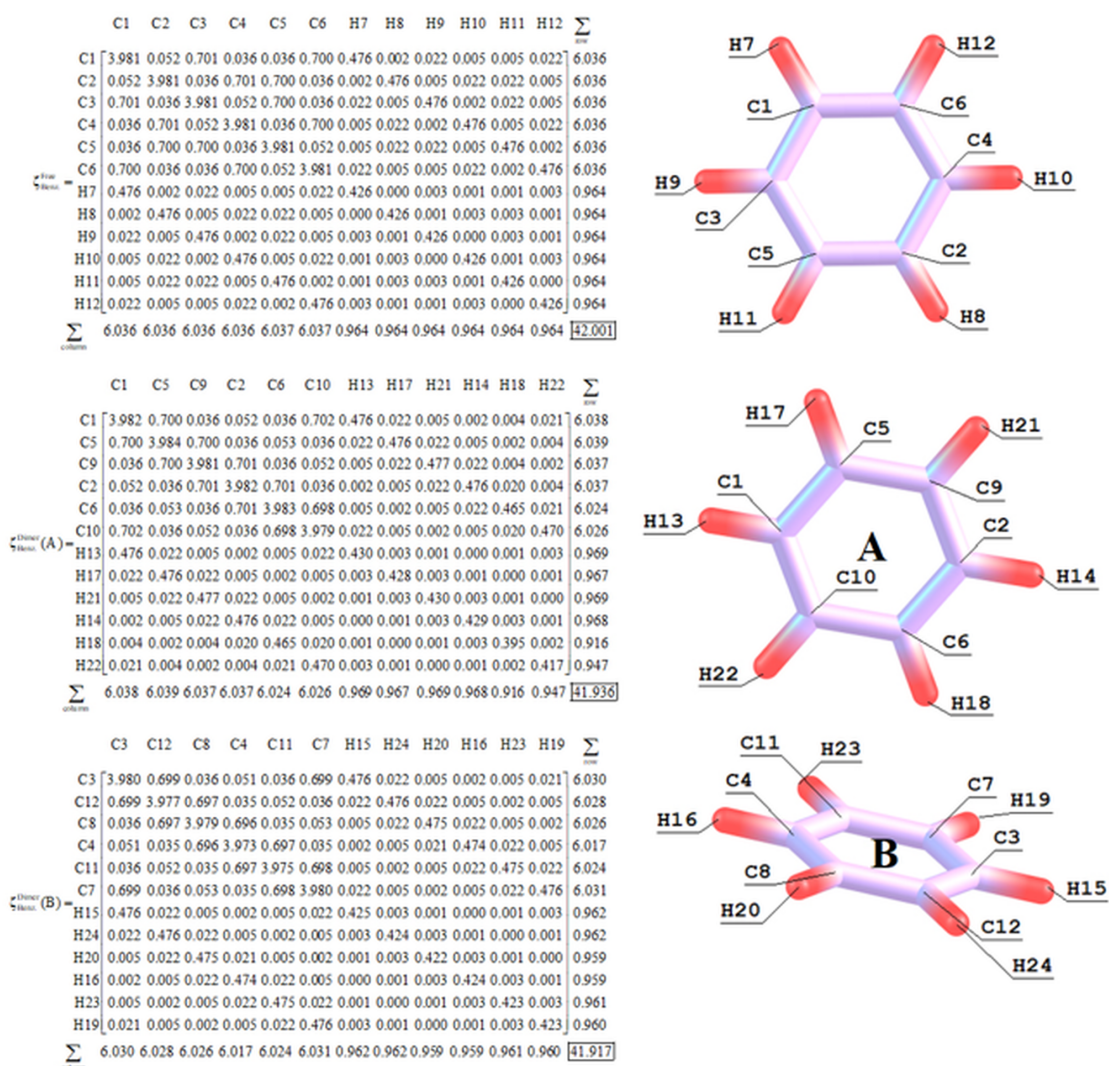 C1 C2 C3 C4 C5 C6 H7 H8 H9 H10 H11 H12 ∑
row
C1 3.981 0.052 0.701 0.036 0.036 0.700 0.476 0.002 0.022 0.005 0.005 0.022 6.036
C2 0.052 3.981 0.036 0.701 0.700 0.036 0.002 0.476 0.005 0.022 0.022 0.005 6.036
C3 0.701 0.036 3.981 0.052 0.700 0.036 0.022 0.005 0.476 0.002 0.022 0.005 6.036
C4 0.036 0.701 0.052 3.981 0.036 0.700 0.005 0.022 0.002 0.476 0.005 0.022 6.036
C5 0.036 0.700 0.700 0.036 3.981 0.052 0.005 0.022 0.022 0.005 0.476 0.002 6.036
C6 0.700 0.036 0.036 0.700 0.052 3.981 0.022 0.005 0.005 0.022 0.002 0.476 6.036
ζ Free Benz. =
H7 0.476 0.002 0.022 0.005 0.005 0.022 0.426 0.000 0.003 0.001 0.001 0.003 0.964
H8 0.002 0.476 0.005 0.022 0.022 0.005 0.000 0.426 0.001 0.003 0.003 0.001 0.964
H9 0.022 0.005 0.476 0.002 0.022 0.005 0.003 0.001 0.426 0.000 0.003 0.001 0.964
H10 0.005 0.022 0.002 0.476 0.005 0.022 0.001 0.003 0.000 0.426 0.001 0.003 0.964
H11 0.005 0.022 0.022 0.005 0.476 0.002 0.001 0.003 0.003 0.001 0.426 0.000 0.964
H12 0.022 0.005 0.005 0.022 0.002 0.476 0.003 0.001 0.001 0.003 0.000 0.426 0.964
∑ 6.036 6.036 6.036 6.036 6.037 6.037 0.964 0.964 0.964 0.964 0.964 0.964 42.001
column
H7 H12
C1 C6
C4
H9 H10
C3
C5 C2
H11 H8
C1 C5 C9 C2 C6 C10 H13 H17 H21 H14 H18 H22 ∑
row
C1 3.982 0.700 0.036 0.052 0.036 0.702 0.476 0.022 0.005 0.002 0.004 0.021 6.038
C5 0.700 3.984 0.700 0.036 0.053 0.036 0.022 0.476 0.022 0.005 0.002 0.004 6.039
C9 0.036 0.700 3.981 0.701 0.036 0.052 0.005 0.022 0.477 0.022 0.004 0.002 6.037
C2 0.052 0.036 0.701 3.982 0.701 0.036 0.002 0.005 0.022 0.476 0.020 0.004 6.037
C6 0.036 0.053 0.036 0.701 3.983 0.698 0.005 0.002 0.005 0.022 0.465 0.021 6.024
C10 0.702 0.036 0.052 0.036 0.698 3.979 0.022 0.005 0.002 0.005 0.020 0.470 6.026
ζ Dimer Benz. (A) =
H13 0.476 0.022 0.005 0.002 0.005 0.022 0.430 0.003 0.001 0.000 0.001 0.003 0.969
H17 0.022 0.476 0.022 0.005 0.002 0.005 0.003 0.428 0.003 0.001 0.000 0.001 0.967
H21 0.005 0.022 0.477 0.022 0.005 0.002 0.001 0.003 0.430 0.003 0.001 0.000 0.969
H14 0.002 0.005 0.022 0.476 0.022 0.005 0.000 0.001 0.003 0.429 0.003 0.001 0.968
H18 0.004 0.002 0.004 0.020 0.465 0.020 0.001 0.000 0.001 0.003 0.395 0.002 0.916
H22 0.021 0.004 0.002 0.004 0.021 0.470 0.003 0.001 0.000 0.001 0.002 0.417 0.947
∑ 6.038 6.039 6.037 6.037 6.024 6.026 0.969 0.967 0.969 0.968 0.916 0.947 41.936
column
H17 C5 H21
C1 C9
H13 A C2
C10 H14
C6
H22 H18
C3 C12 C8 C4 C11 C7 H15 H24 H20 H16 H23 H19 ∑
row
C3 3.980 0.699 0.036 0.051 0.036 0.699 0.476 0.022 0.005 0.002 0.005 0.021 6.030
C12 0.699 3.977 0.697 0.035 0.052 0.036 0.022 0.476 0.022 0.005 0.002 0.005 6.028
C8 0.036 0.697 3.979 0.696 0.035 0.053 0.005 0.022 0.475 0.022 0.005 0.002 6.026
C4 0.051 0.035 0.696 3.973 0.697 0.035 0.002 0.005 0.021 0.474 0.022 0.005 6.017
C11 0.036 0.052 0.035 0.697 3.975 0.698 0.005 0.002 0.005 0.022 0.475 0.022 6.024
C7 0.699 0.036 0.053 0.035 0.698 3.980 0.022 0.005 0.002 0.005 0.022 0.476 6.031
ζ Dimer Benz. (B) =
H15 0.476 0.022 0.005 0.002 0.005 0.022 0.425 0.003 0.001 0.000 0.001 0.003 0.962
H24 0.022 0.476 0.022 0.005 0.002 0.005 0.003 0.424 0.003 0.001 0.000 0.001 0.962
H20 0.005 0.022 0.475 0.021 0.005 0.002 0.001 0.003 0.422 0.003 0.001 0.000 0.959
H16 0.002 0.005 0.022 0.474 0.022 0.005 0.000 0.001 0.003 0.424 0.003 0.001 0.959
H23 0.005 0.002 0.005 0.022 0.475 0.022 0.001 0.000 0.001 0.003 0.423 0.003 0.961
H19 0.021 0.005 0.002 0.005 0.022 0.476 0.003 0.001 0.000 0.001 0.003 0.423 0.960
∑ 6.030 6.028 6.026 6.017 6.024 6.031 0.962 0.962 0.959 0.959 0.961 0.960 41.917
C11 H23
C4 C7 H19
H16 B C3
C8 H15
H20 C12
H24